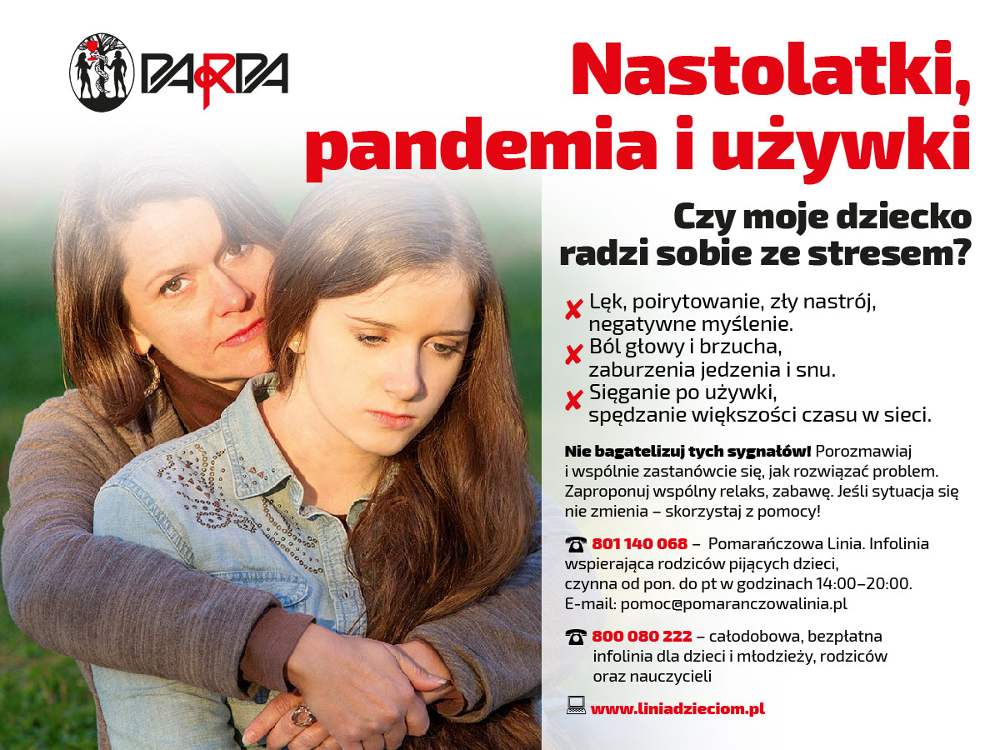 PARPA
Nastolatki,
pandemia i używki
Czy moje dziecko
radzi sobie ze stresem?
✘ Lęk, poirytowanie, zły nastrój,
negatywne myślenie.
✘ Ból głowy i brzucha,
zaburzenia jedzenia i snu.
✘ Sięganie po używki,
spędzanie większości czasu w sieci.
Nie bagatelizuj tych sygnałów! Porozmawiaj
i wspólnie zastanówcie się, jak rozwiązać problem.
Zaproponuj wspólny relaks, zabawę. Jeśli sytuacja się
nie zmienia – skorzystaj z pomocy!
☎ 801 140 068 – Pomarańczowa Linia. Infolinia
wspierająca rodziców pijących dzieci,
czynna od pon. do pt w godzinach 14:00–20:00.
E-mail: pomoc@pomaranczowalinia.pl
☎ 800 080 222 – całodobowa, bezpłatna
infolinia dla dzieci i młodzieży, rodziców
oraz nauczycieli
www.liniadzieciom.pl